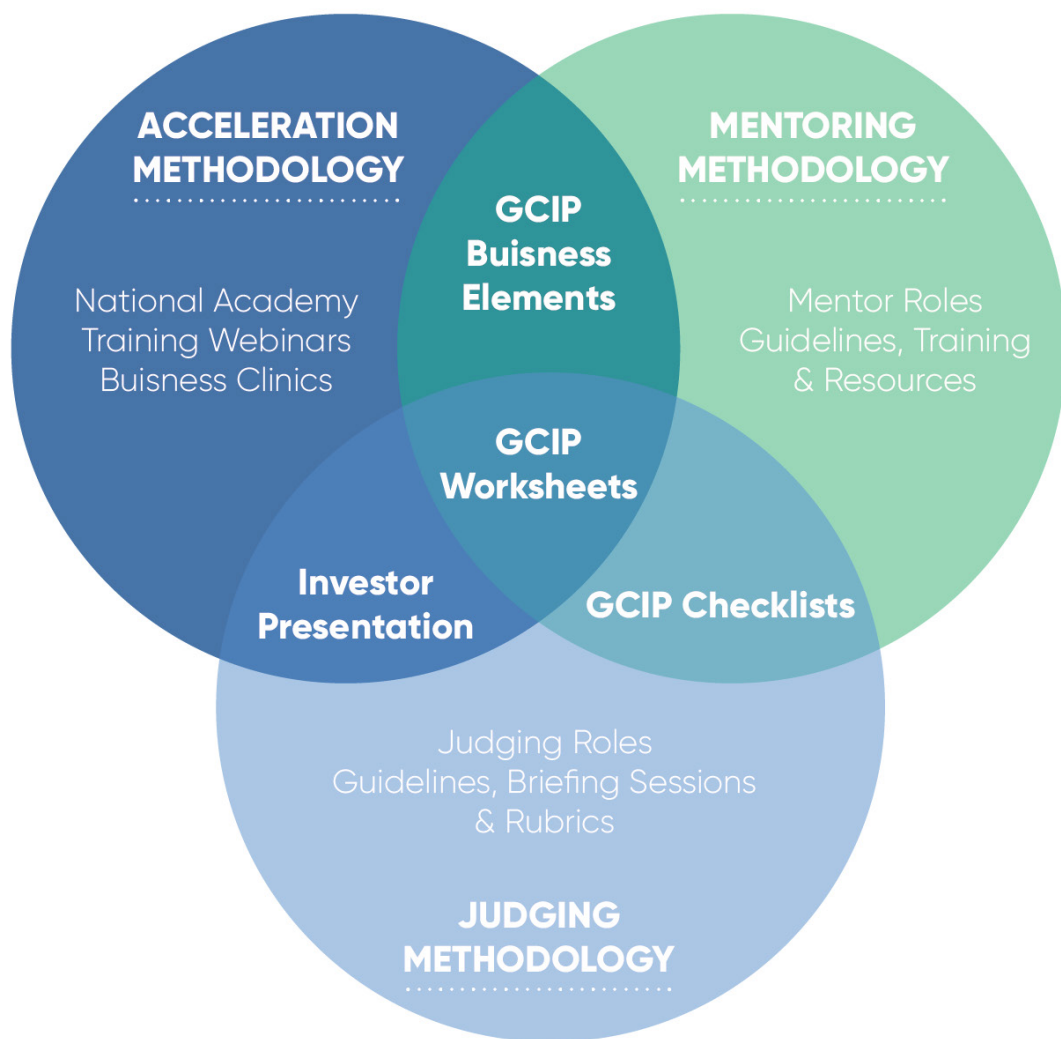 ACCELERATION
METHODOLOGY
National Academy
Training Webinars
Buisness Clinics
GCIP
Buisness
Elements
MENTORING
METHODOLOGY
Mentor Roles
Guidelines, Training
& Resources
GCIP
Worksheets
Investor
Presentation
GCIP Checklists
Judging Roles
Guidelines, Briefing Sessions
& Rubrics
JUDGING
METHODOLOGY